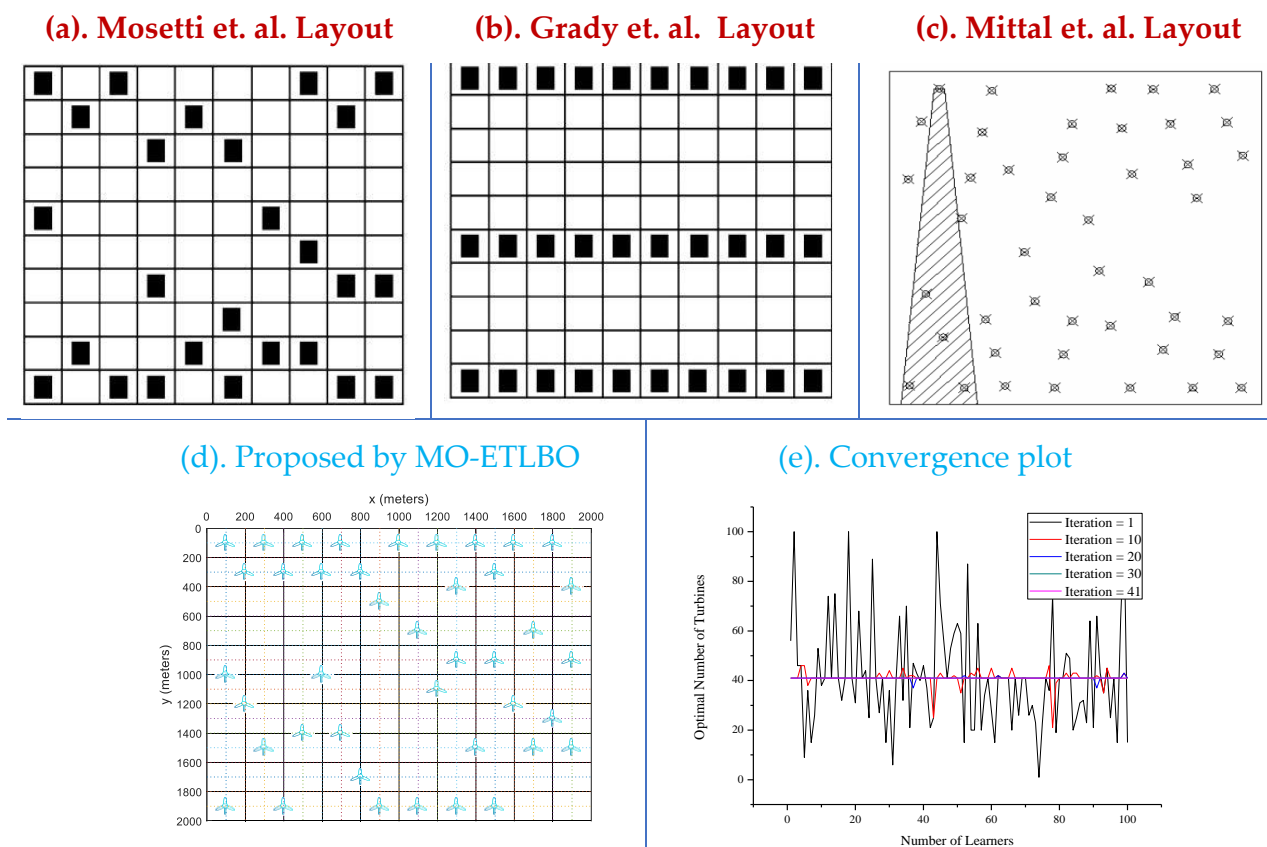 (a). Mosetti et. al. Layout
(b). Grady et. al. Layout
(c). Mittal et. al. Layout
(d). Proposed by MO-ETLBO
x (meters)
0 200 400 600 800 1000 1200 1400 1600 1800 2000
y (meters)
0
200
400
600
800
1000
1200
1400
1600
1800
2000
(e). Convergence plot
Optimal Number of Turbines
100
80
60
40
20
0
Iteration = 1
Iteration = 10
Iteration = 20
Iteration = 30
Iteration = 41
0 20 40 60 80 100
Number of Learners